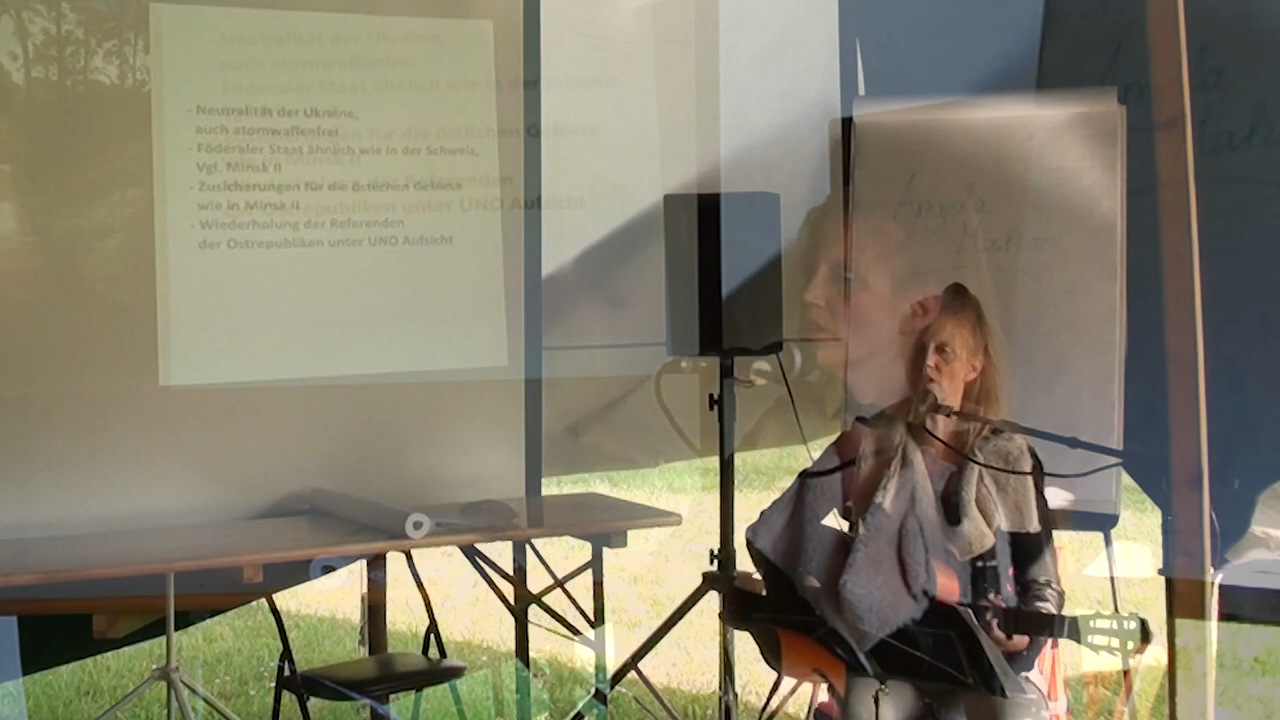 - Neutralität der Ukraine,
auch atomwaffenfrei
- Föderaler Staat ähnlich wie in der Schweiz,
Vgl. Minsk II
- Zusicherungen für die östlichen Gebiete
wie in Minsk II
- Wiederholung der Referenden
der Ostrepubliken unter UNO Aufsicht
Angela